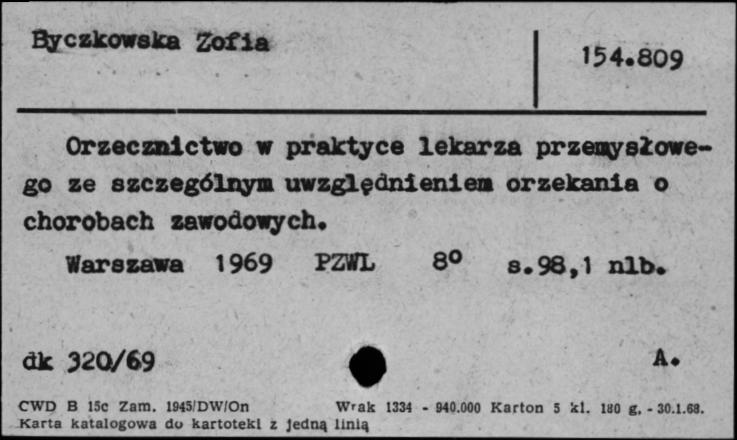 Byczkowska Zofia
154.809
Orzecznictwo w praktyce lekarza przemysłowe-
go ze szczególnym uwzględnieniem orzekania o
chorobach zawodowych.
Warszawa 1969 PZWL 8° s.98,1 nlb.
dk 320/69 A.
CWD B 15c Zam. 1945/DW/On Wrak 1334 - 940.000 Karton 5 kl. 180 g. - 30.1.68.
Karta katalogowa do kartoteki z jedną linią